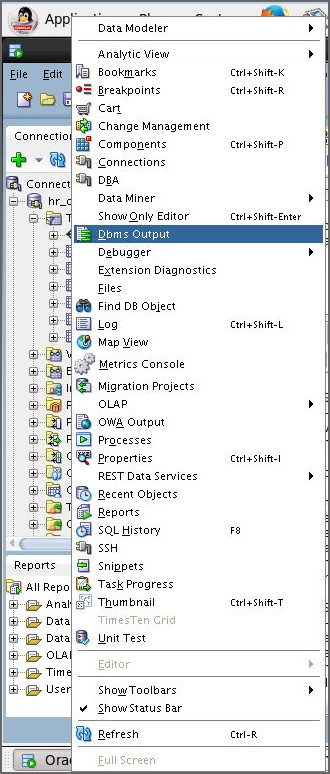 Data Modeler
Analytic View
Bookmarks Ctrl+Shift-K
File Edit
Breakpoints Ctrl+Shift-R
Cart
Change Management
Connection
Components Ctrl+Shift-P
Connections
Connect
DBA
Data Miner
Show Only Editor Ctrl+Shift-Enter
Dbms Output
Debugger
Extension Diagnostics
Files
Find DB Object
Log Ctrl+Shift-L
Map View
Metrics Console
Migration Projects
OLAP
OWA Output
Processes
Properties Ctrl+Shift-I
REST Data Services
Recent Objects
Reports
SQL History F8
SSH
Reports
Snippets
Task Progress
All Repo
Thumbnail Ctrl+Shift-T
Data
TimesTen Grid
Data
Unit Test
OLAP
Time
Editor
User
Show Toolbars
Show Status Bar
Refresh Ctrl-R
Full Screen